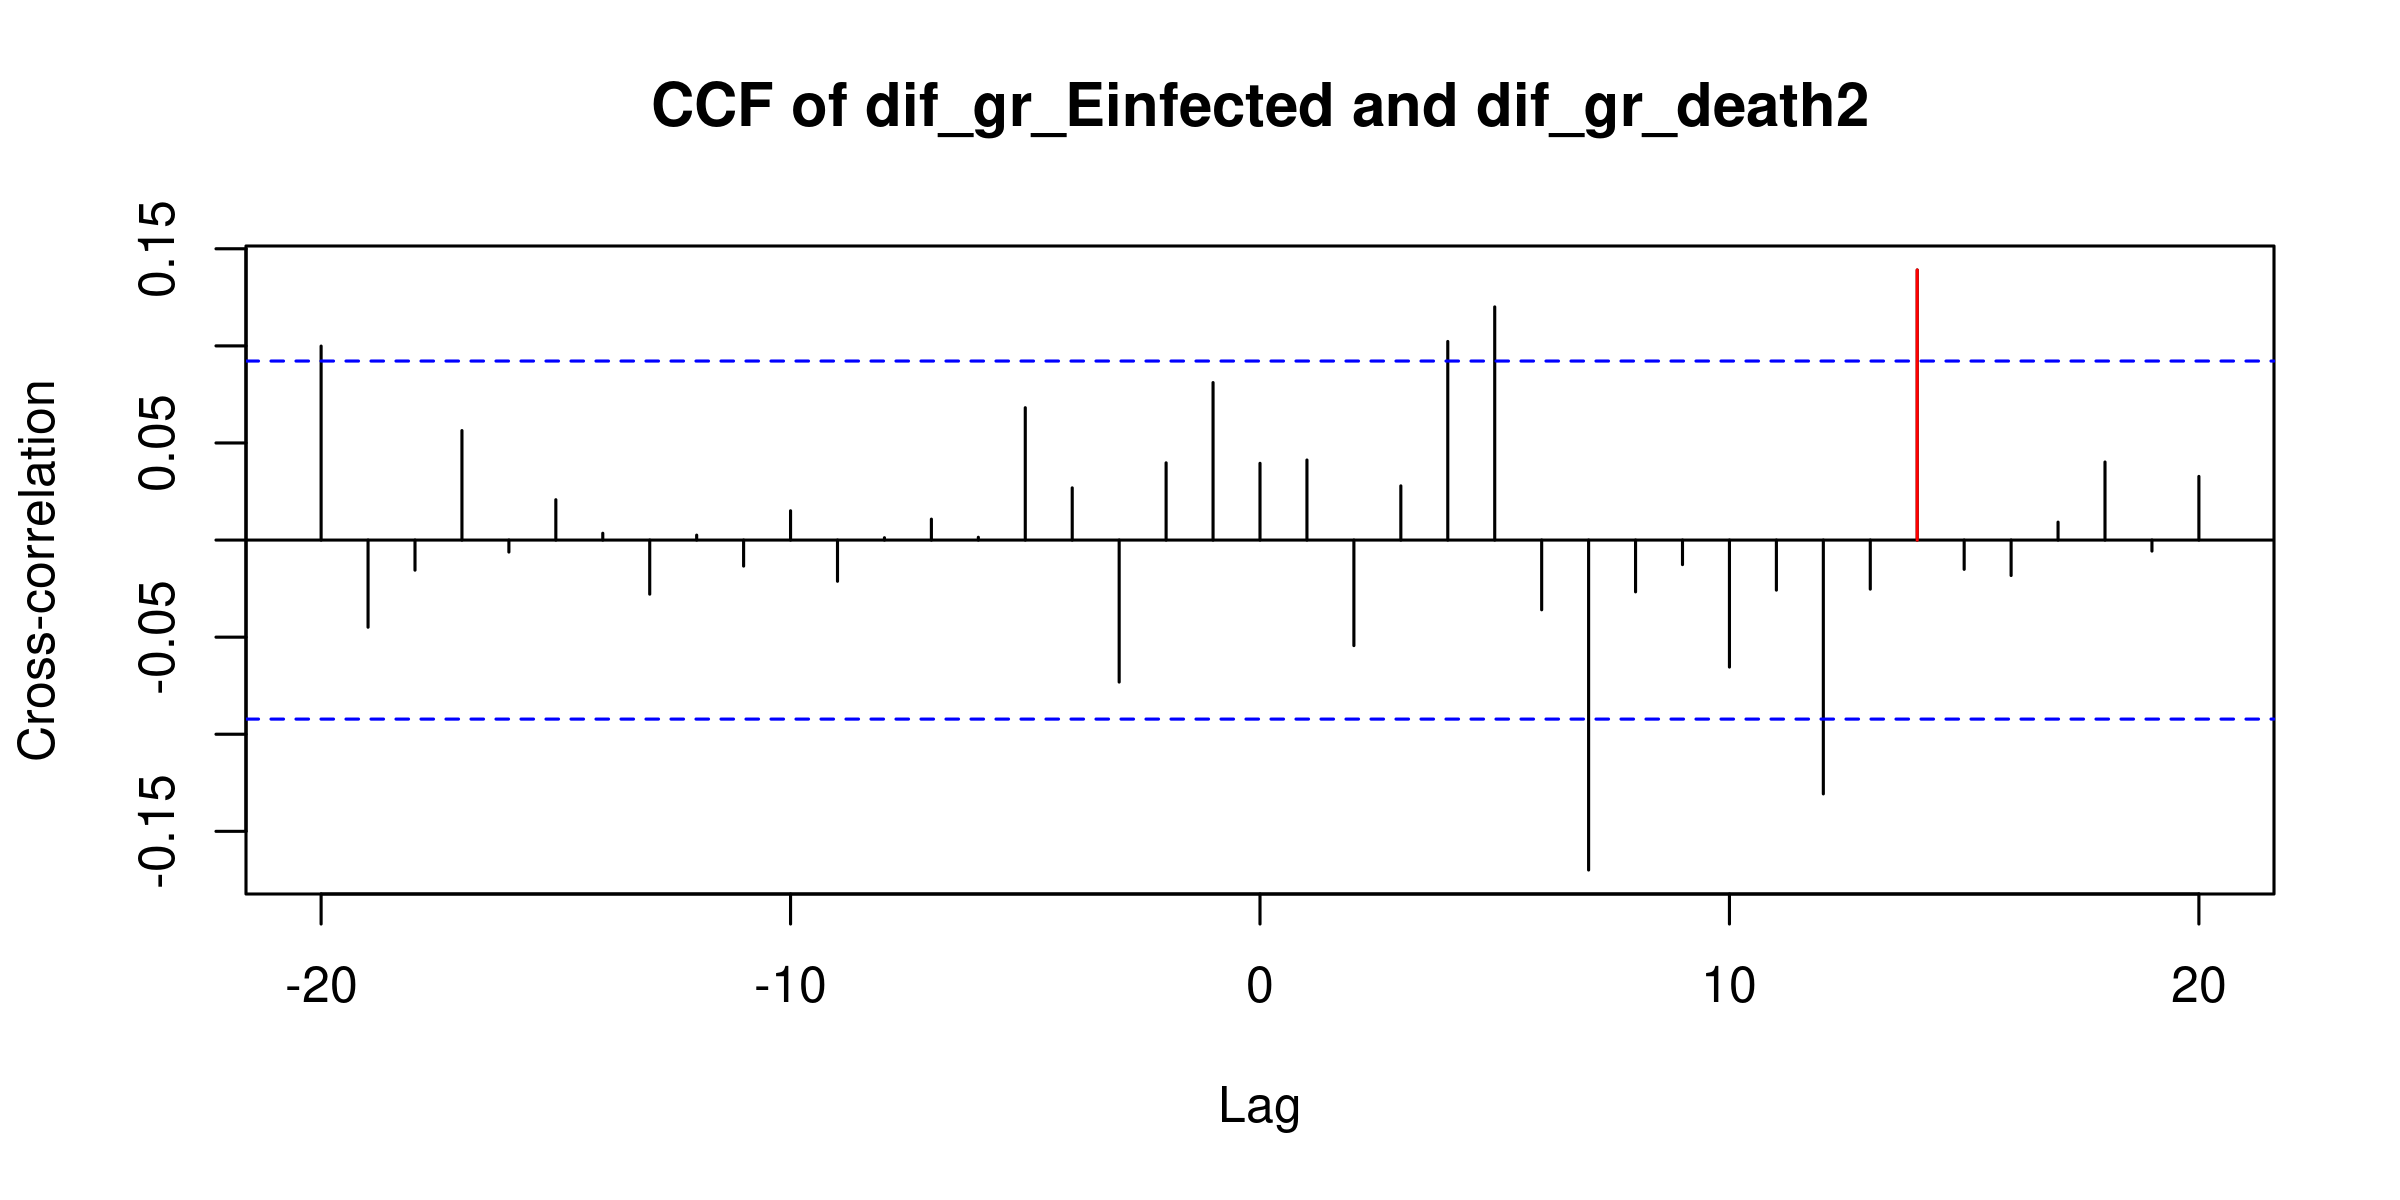 CCF of dif_gr_Einfected and dif_gr_death2
Cross-correlation
0.15
0.05
-0.05
-0.15
-20 -10 0 10 20
Lag